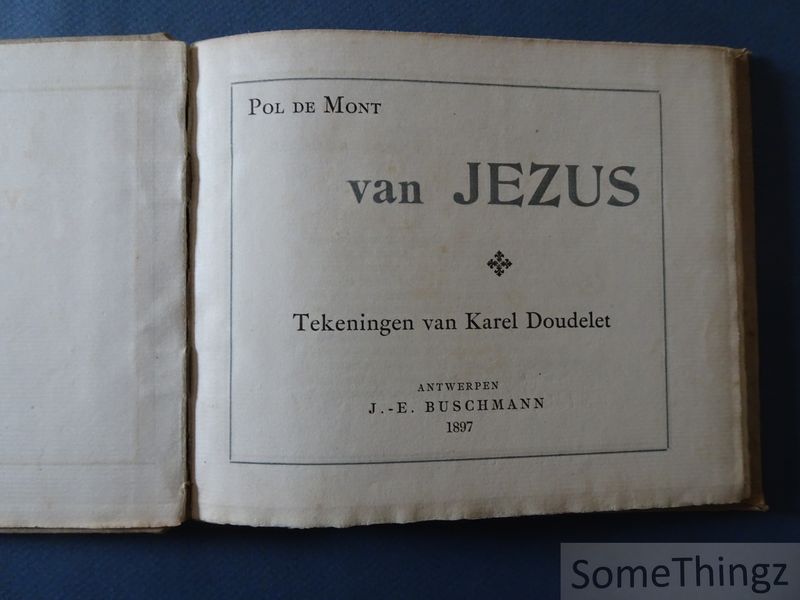 Pol de Mont
van JEZUS
Tekeningen van Karel Doudelet
ANTWERPEN
J.-E. BUSCHMANN
1897
SomeThingz